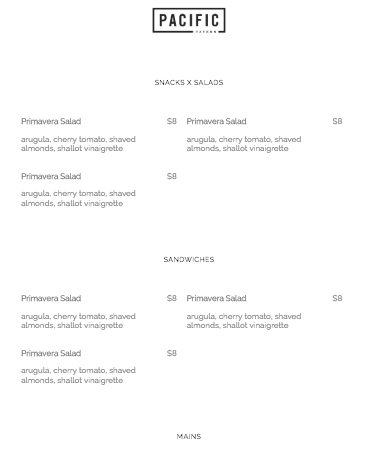 PACIFIC
TAVERN
SNACKS X SALADS
Primavera Salad $8
arugula, cherry tomato, shaved
almonds, shallot vinaigrette
Primavera Salad $8
arugula, cherry tomato, shaved
almonds, shallot vinaigrette
Primavera Salad $8
arugula, cherry tomato, shaved
almonds, shallot vinaigrette
SANDWICHES
Primavera Salad $8
arugula, cherry tomato, shaved
almonds, shallot vinaigrette
Primavera Salad $8
arugula, cherry tomato, shaved
almonds, shallot vinaigrette
Primavera Salad $8
arugula, cherry tomato, shaved
almonds, shallot vinaigrette
MAINS